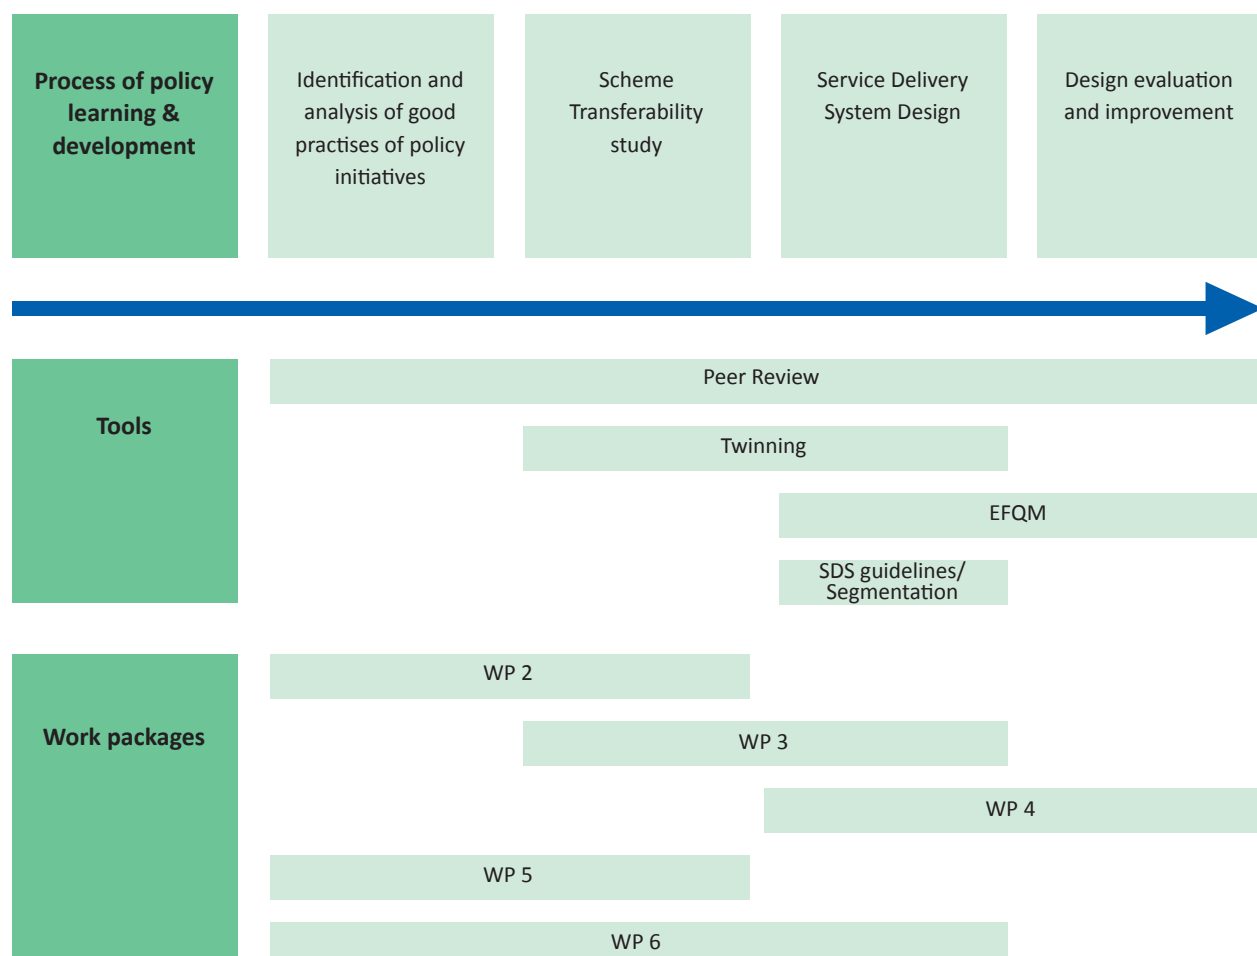 Process of policy
learning &
development
Identification and
analysis of good
practises of policy
initiatives
Scheme
Transferability
study
Service Delivery
System Design
Design evaluation
and improvement
Tools
Peer Review
Twinning
EFQM
SDS guidelines/
Segmentation
Work packages
WP 2
WP 3
WP 4
WP 5
WP 6